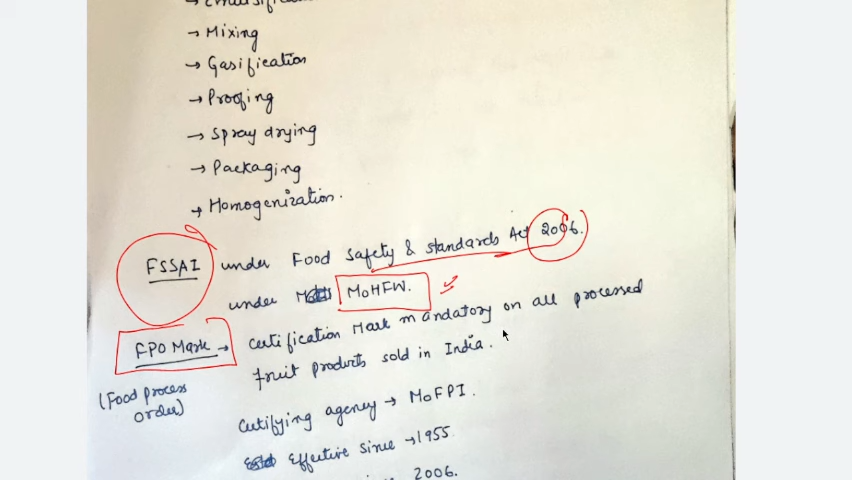 → Emulsification
→ Mixing
→ Gasification
→ Proofing
→ Spray drying
→ Packaging
→ Homogenization.
FSSAI under Food Safety & standards Act 2006.
under MoHFW.
FPO Mark → Certification Mark mandatory on all processed
fruit products sold in India.
(Food process
order)
Certifying agency → MoFPI.
Effective Since → 1955
2006.